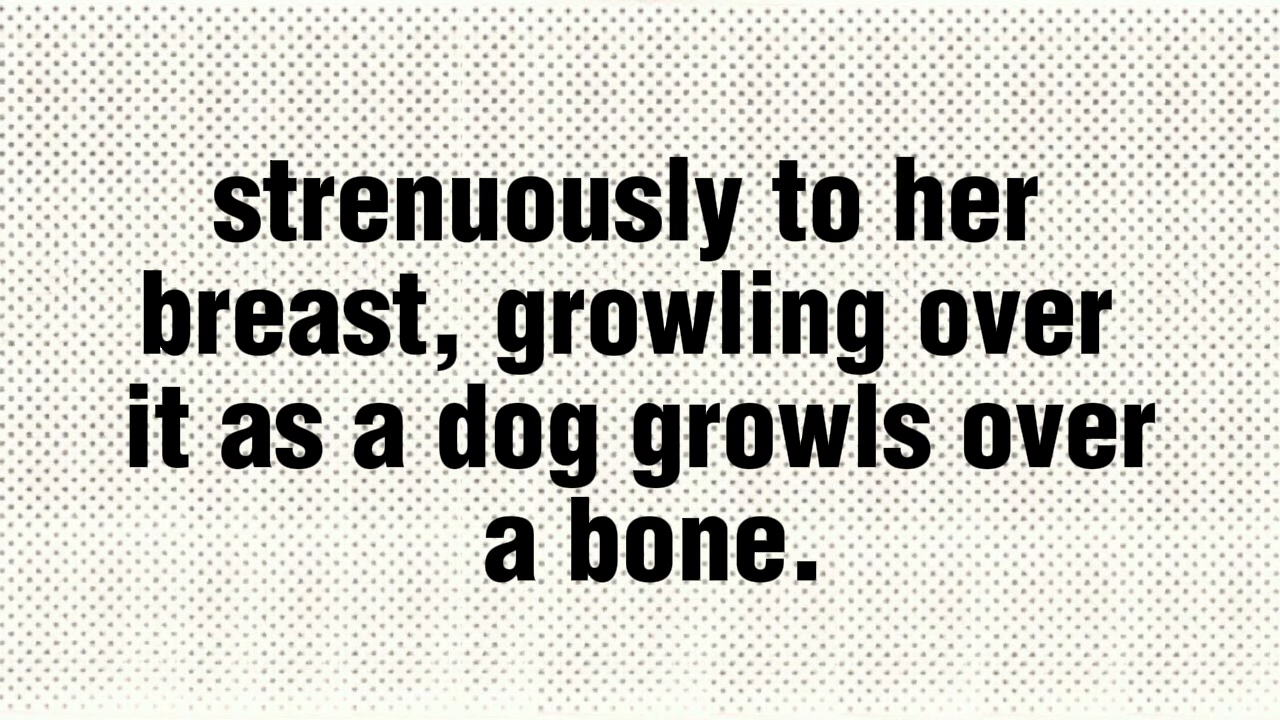 strenuously to her
breast, growling over
it as a dog growls over
a bone.